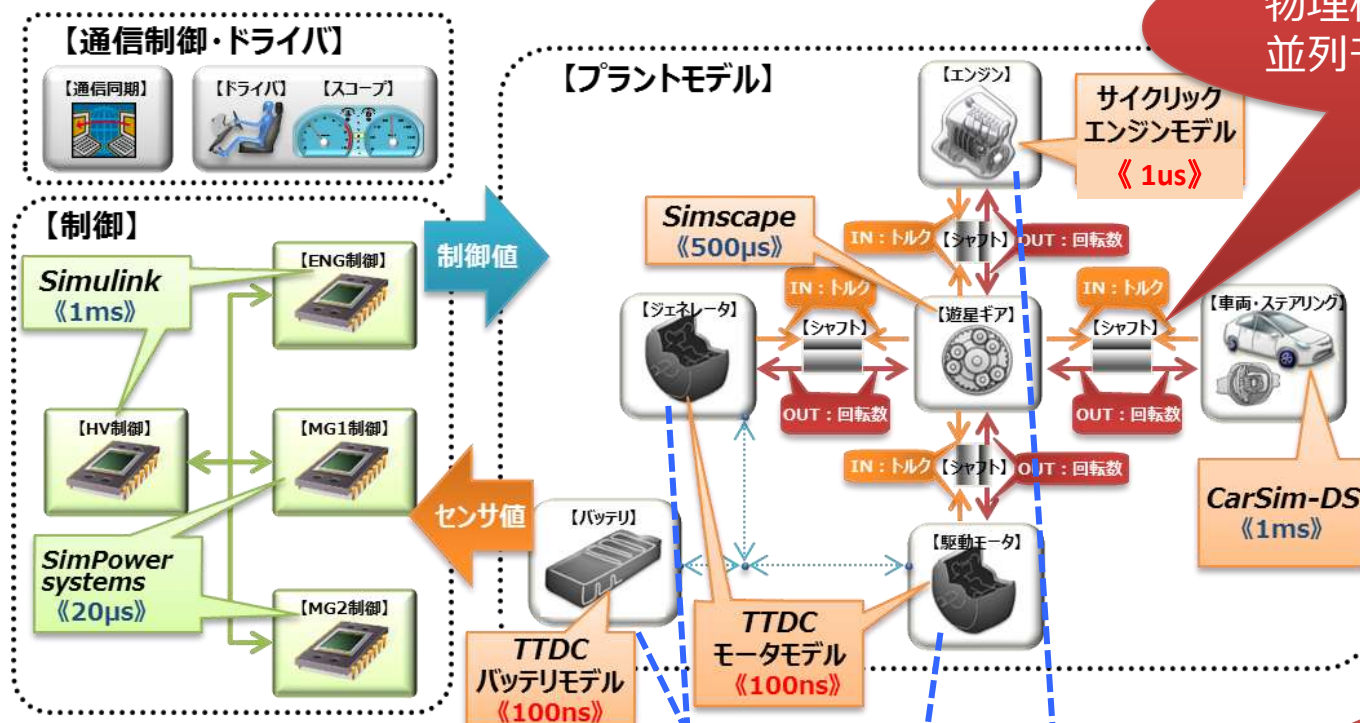 【通信制御・ドライバ】
【通信同期】
【ドライバ】
【スコープ】
【制御】
Simulink
《1ms》
【ENG制御】
【HV制御】
【MG1制御】
SimPower
systems
《20μs》
【MG2制御】
制御値
センサ値
【プラントモデル】
【エンジン】
サイクリック
エンジンモデル
《 1us》
Simscape
《500μs》
IN：トルク
【シャフト】
OUT：回転数
IN：トルク
IN：トルク
【ジェネレータ】
【シャフト】
【遊星ギア】
【シャフト】
【車両・ステアリング】
OUT：回転数
OUT：回転数
IN：トルク
【シャフト】
OUT：回転数
CarSim-DS
《1ms》
【バッテリ】
【駆動モータ】
TTDC
バッテリモデル
《100ns》
TTDC
モータモデル
《100ns》
物理
並列